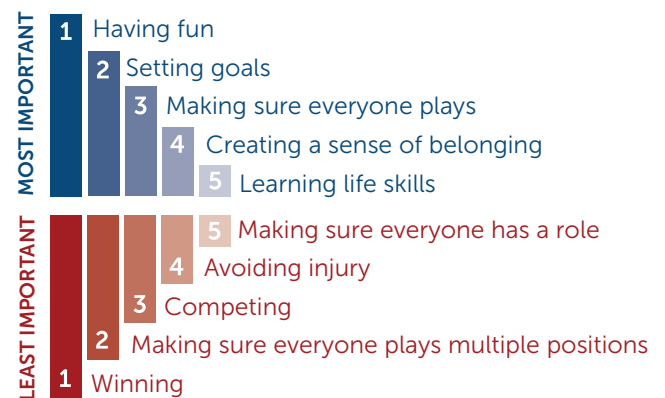 MOST IMPORTANT
1 Having fun
2 Setting goals
3 Making sure everyone plays
4 Creating a sense of belonging
5 Learning life skills
LEAST IMPORTANT
5 Making sure everyone has a role
4 Avoiding injury
3 Competing
2 Making sure everyone plays multiple positions
1 Winning